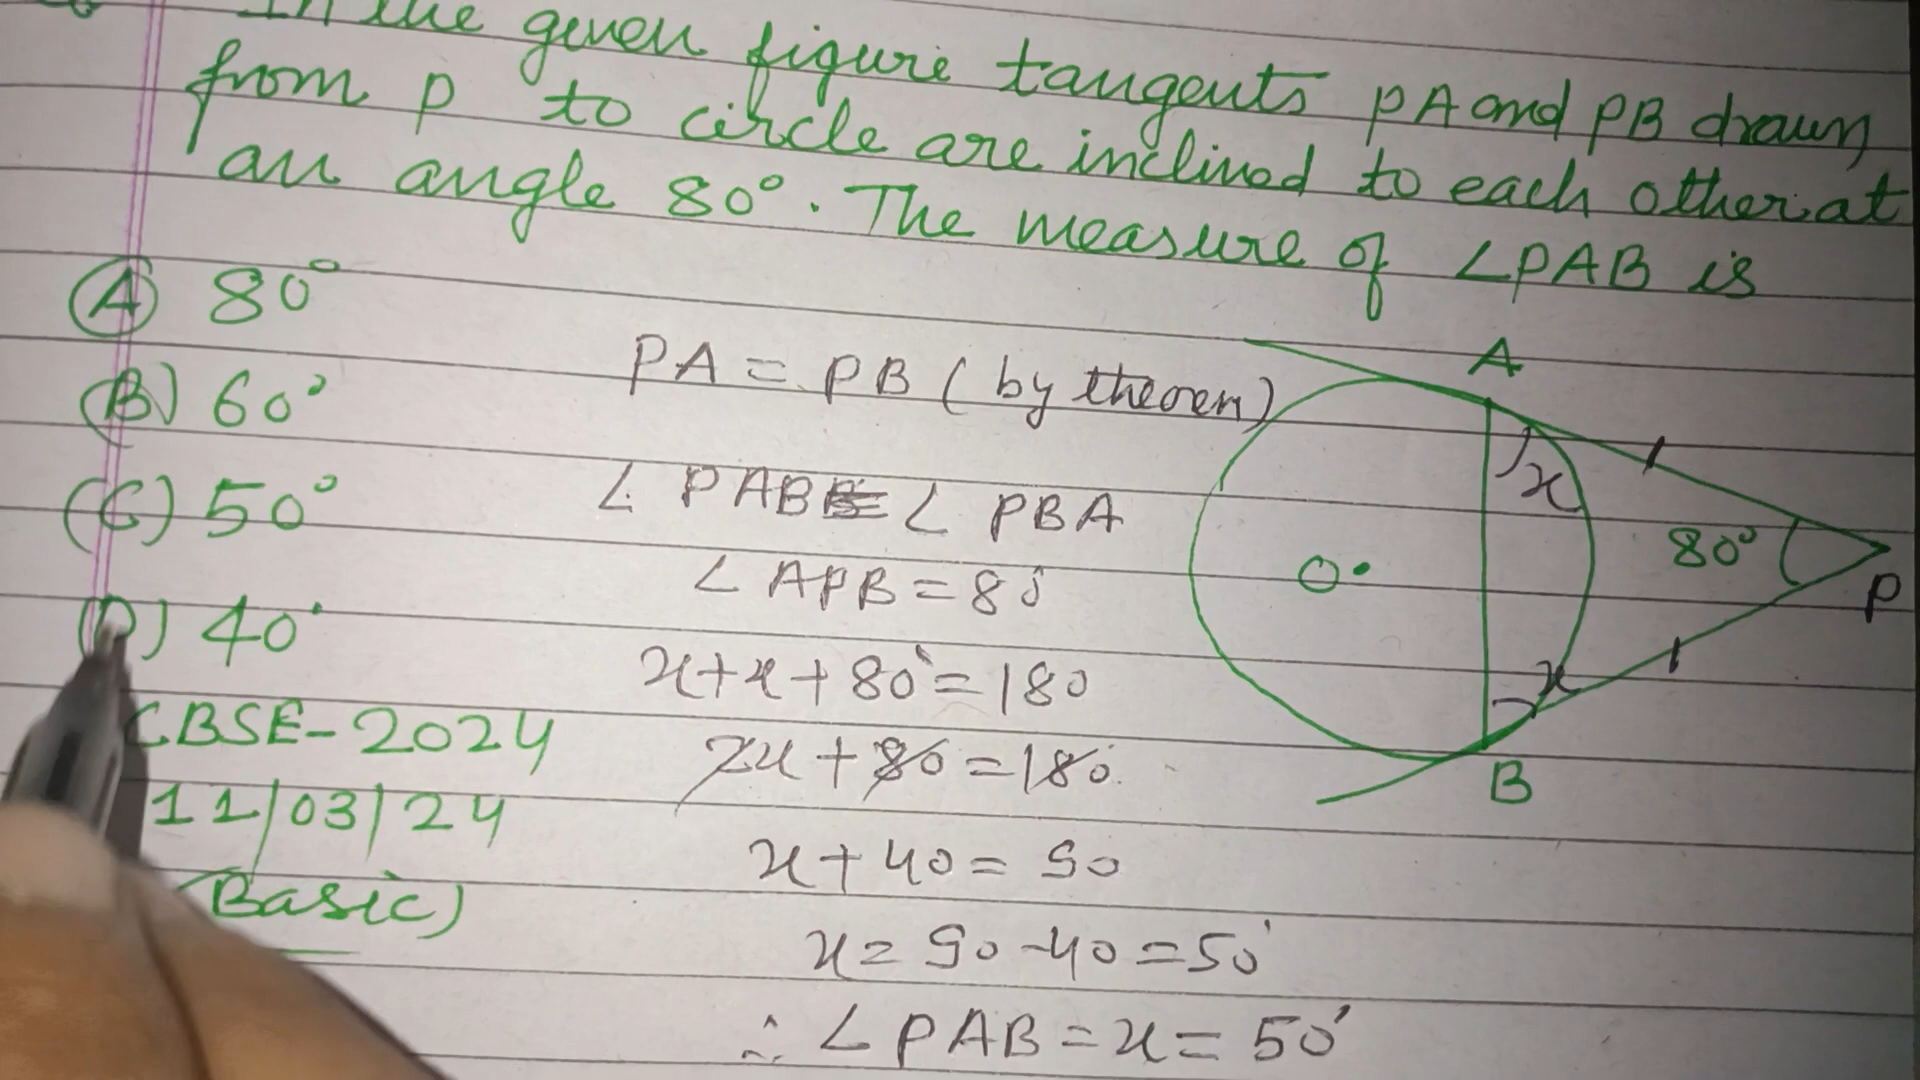 In the given figure tangents PA and PB drawn
from P to circle are inclined to each other at
an angle 80°. The measure of ∠PAB is
(A) 80°
(B) 60°
(C) 50°
(D) 40°
CBSE-2024
11/03/24
(Basic)
PA = PB (by theorem)
∠PAB = ∠PBA
∠APB = 80
x+x+80°=180
2x+80=180
x+40=90
x=90-40=50°
∴ ∠PAB=x=50°
A
x
80°
P
O
x
B